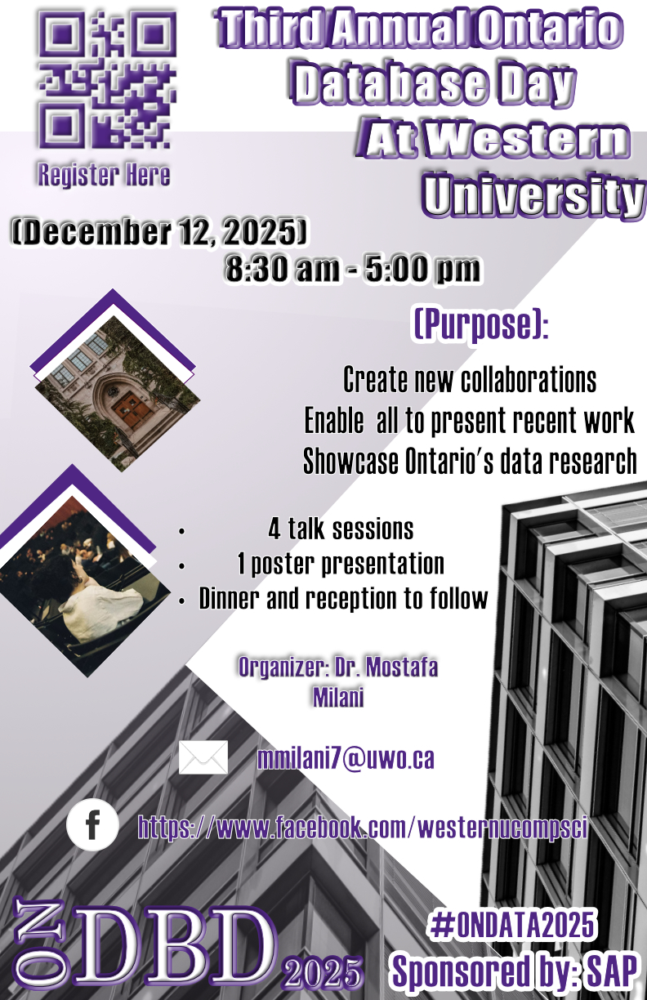 Third Annual Ontario
Database Day
At Western
University
Register Here
(December 12, 2025)
8:30 am - 5:00 pm
(Purpose):
Create new collaborations
Enable all to present recent work
Showcase Ontario's data research
• 4 talk sessions
• 1 poster presentation
• Dinner and reception to follow
Organizer: Dr. Mostafa
Milani
mmilani7@uwo.ca
f
https://www.facebook.com/westernucompsci
ON DBD 2025
#ONDATA2025
Sponsored by: SAP